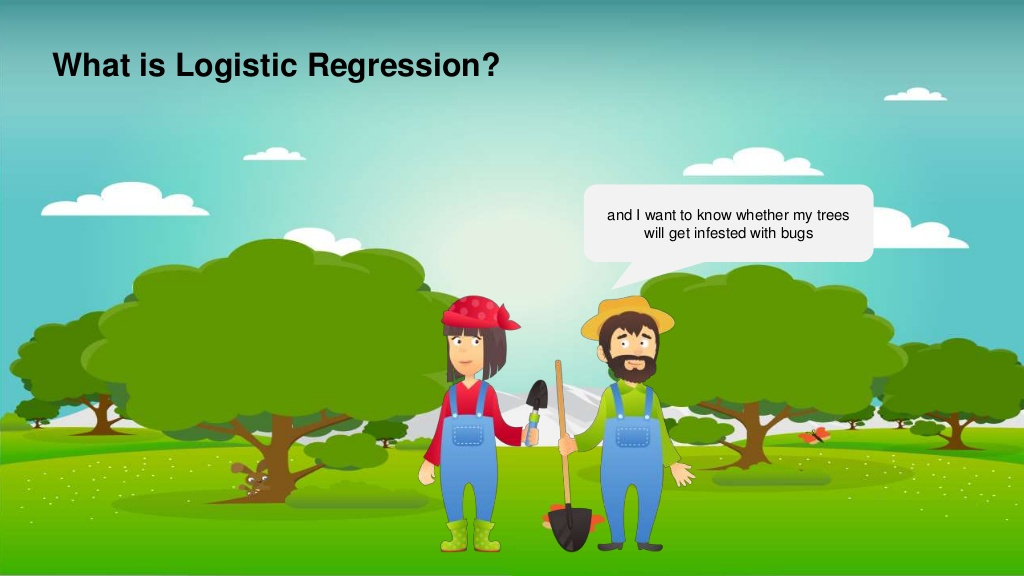 What is Logistic Regression?
and I want to know whether my trees
will get infested with bugs